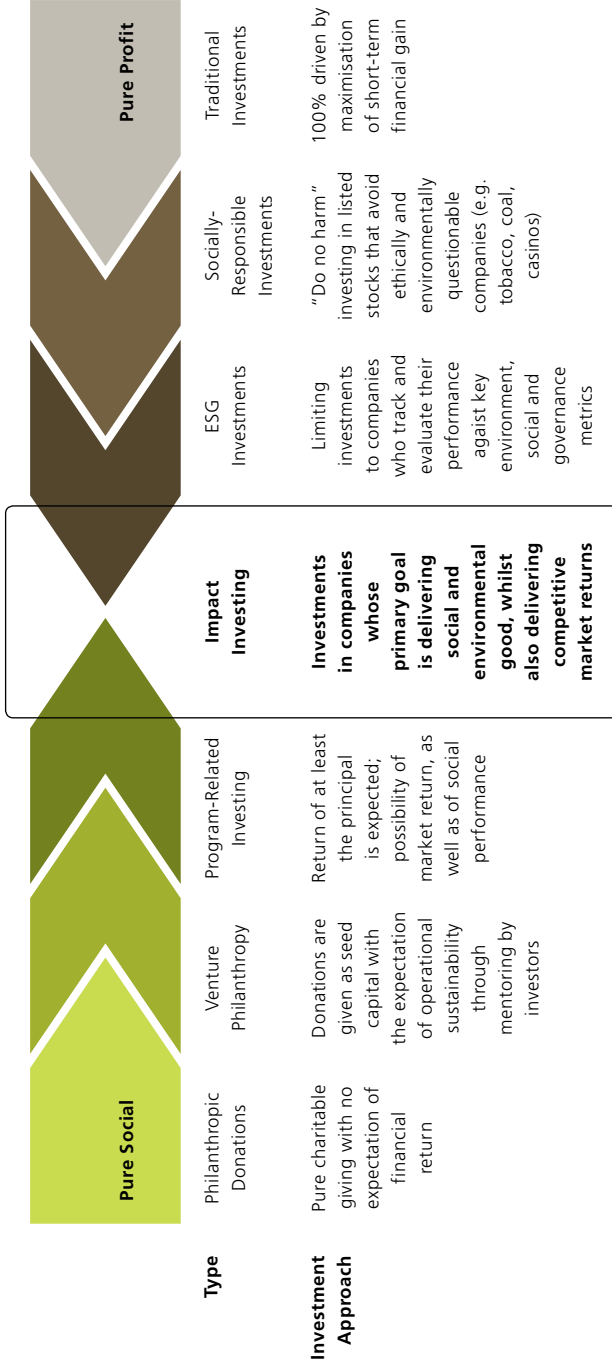 Pure Social
Pure Profit
Type
Philanthropic
Donations
Venture
Philanthropy
Program-Related
Investing
Impact
Investing
ESG
Investments
Socially-
Responsible
Investments
Traditional
Investments
Investment
Approach
Pure charitable
giving with no
expectation of
financial
return
Donations are
given as seed
capital with
the expectation
of operational
sustainability
through
mentoring by
investors
Return of at least
the principal
is expected;
possibility of
market return, as
well as of social
performance
Investments
in companies
whose
primary goal
is delivering
social and
environmental
good, whilst
also delivering
competitive
market returns
Limiting
investments
to companies
who track and
evaluate their
performance
agaist key
environment,
social and
governance
metrics
"Do no harm"
investing in listed
stocks that avoid
ethically and
environmentally
questionable
companies (e.g.
tobacco, coal,
casinos)
100% driven by
maximisation
of short-term
financial gain